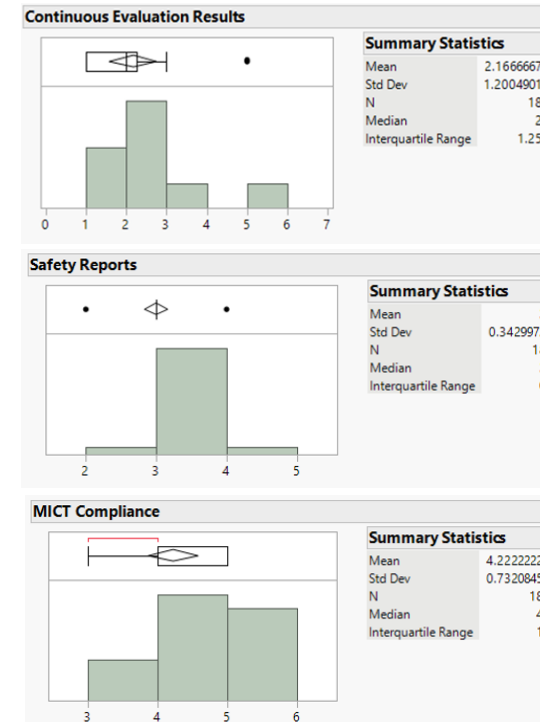 Continuous Evaluation Results
Summary Statistics
Mean 2.1666667
Std Dev 1.2004901
N 18
Median 2
Interquartile Range 1.25
0 1 2 3 4 5 6 7
Safety Reports
Summary Statistics
Mean
Std Dev 0.342997
N 1
Median
Interquartile Range
2 3 4 5
MICT Compliance
Summary Statistics
Mean 4.2222222
Std Dev 0.7320845
N 18
Median 4
Interquartile Range 1
3 4 5 6